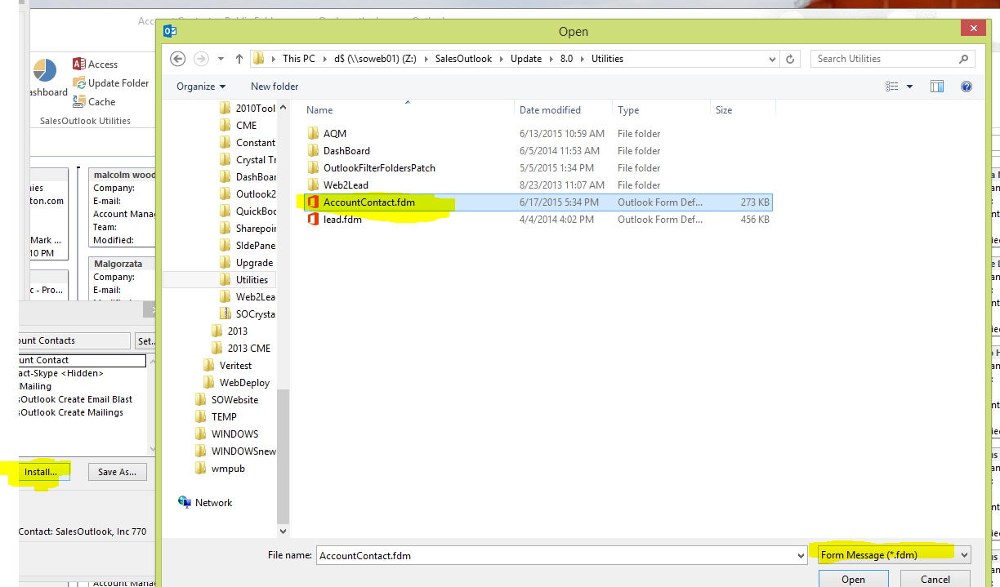 Open
This PC d$ (\\soweb01) (Z:) SalesOutlook Update 8.0 Utilities
Search Utilities
Organize New folder
Access
Update Folder
Cache
SalesOutlook Utilities
Name Date modified Type Size
AQM 6/13/2015 10:59 AM File folder
DashBoard 6/5/2014 11:53 AM File folder
OutlookFilterFoldersPatch 5/5/2015 1:34 PM File folder
Web2Lead 8/23/2013 11:07 AM File folder
AccountContact.fdm 6/17/2015 5:34 PM Outlook Form Def... 273 KB
lead.fdm 4/4/2014 4:02 PM Outlook Form Def... 456 KB
2010Tool
CME
Constant
Crystal Tr
DashBoar
Outlook2
QuickBoo
Sharepoin
SIdePane
Upgrade
Utilities
Web2Lea
SOCrysta
2013
2013 CME
Veritest
WebDeploy
SOWebsite
TEMP
WINDOWS
WINDOWSnew
wmpub
Network
malcolm wood
Company:
E-mail:
Account Manag
Team:
Modified:
ton.com
Mark ...
10 PM
Malgorzata
Company:
E-mail:
c - Pro...
ount Contacts
Set..
unt Contact
act-Skype <Hidden>
Mailing
sOutlook Create Email Blast
sOutlook Create Mailings
Install...
Save As...
Contact: SalesOutlook, Inc 770
Account Manag
File name: AccountContact.fdm Form Message (*.fdm)
Open Cancel